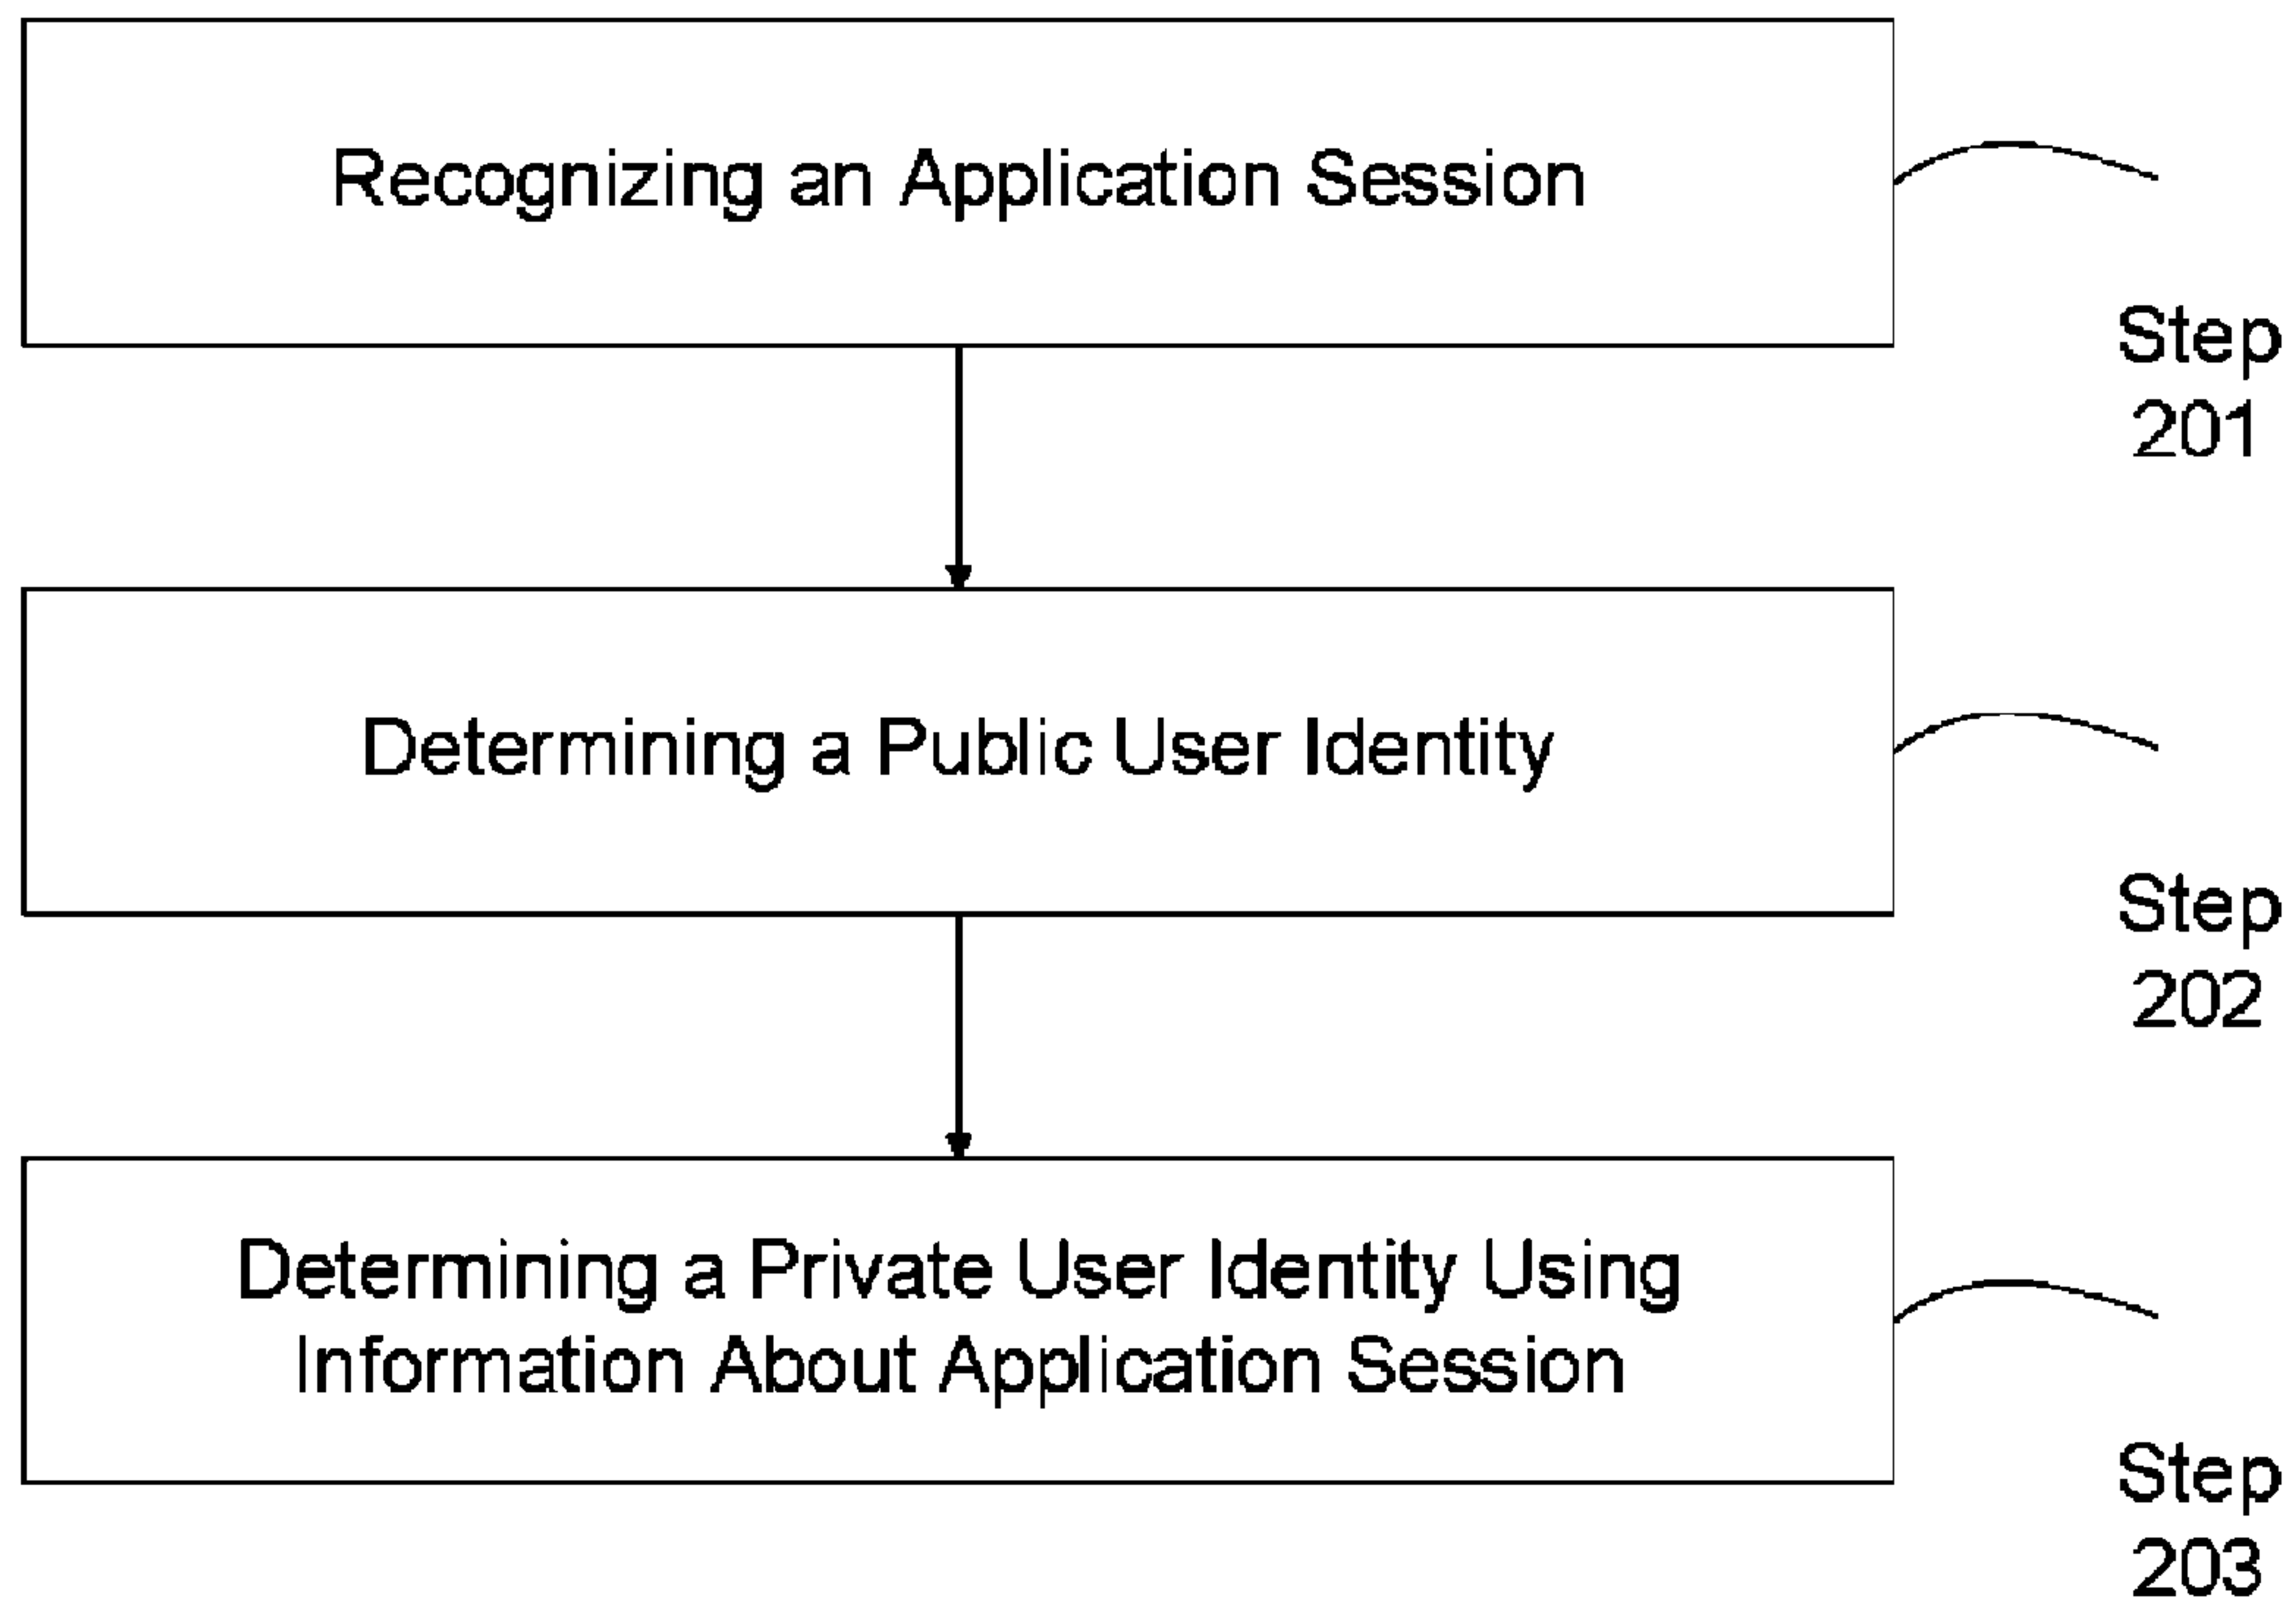 Recognizing an Application Session
Step
201
Determining a Public User Identity
Step
202
Determining a Private User Identity Using
Information About Application Session
Step
203